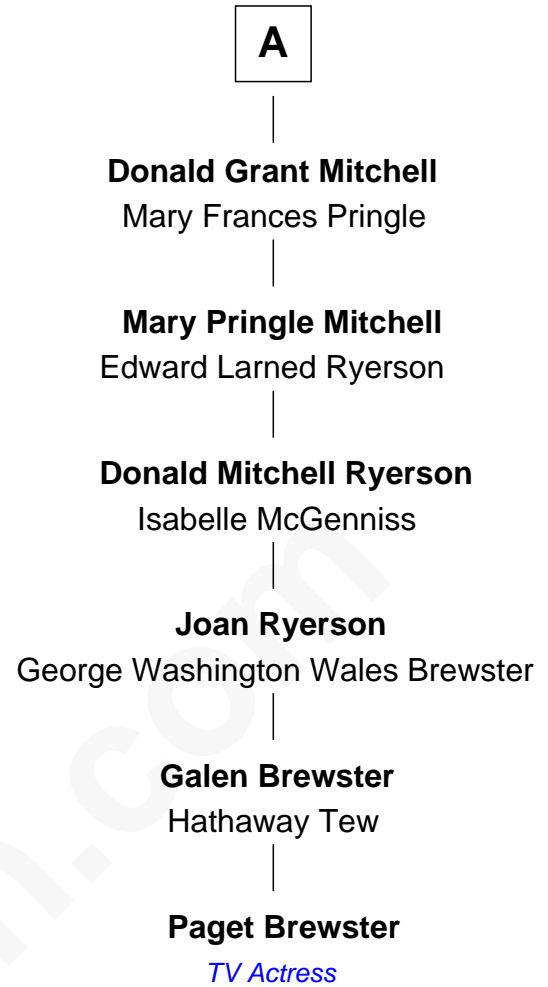 A
Donald Grant Mitchell
Mary Frances Pringle
Mary Pringle Mitchell
Edward Larned Ryerson
Donald Mitchell Ryerson
Isabelle McGenniss
Joan Ryerson
George Washington Wales Brewster
Galen Brewster
Hathaway Tew
Paget Brewster
TV Actress